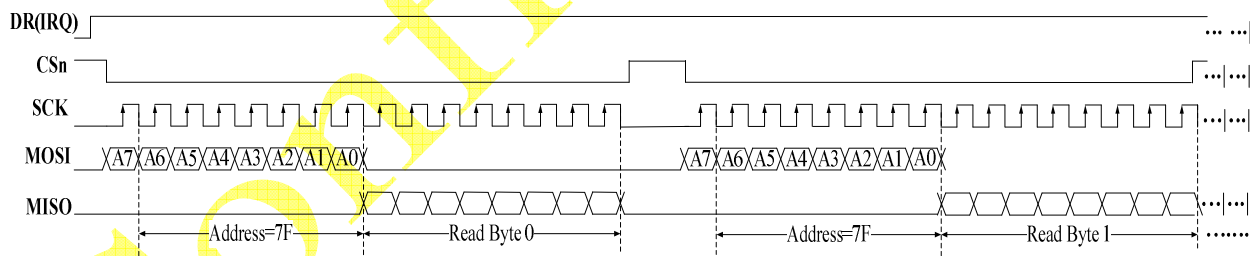 DR(IRQ)
CSn
SCK
MOSI A7 A6 A5 A4 A3 A2 A1 A0 A7 A6 A5 A4 A3 A2 A1 A0
MISO
Address=7F Read Byte 0 Address=7F Read Byte 1